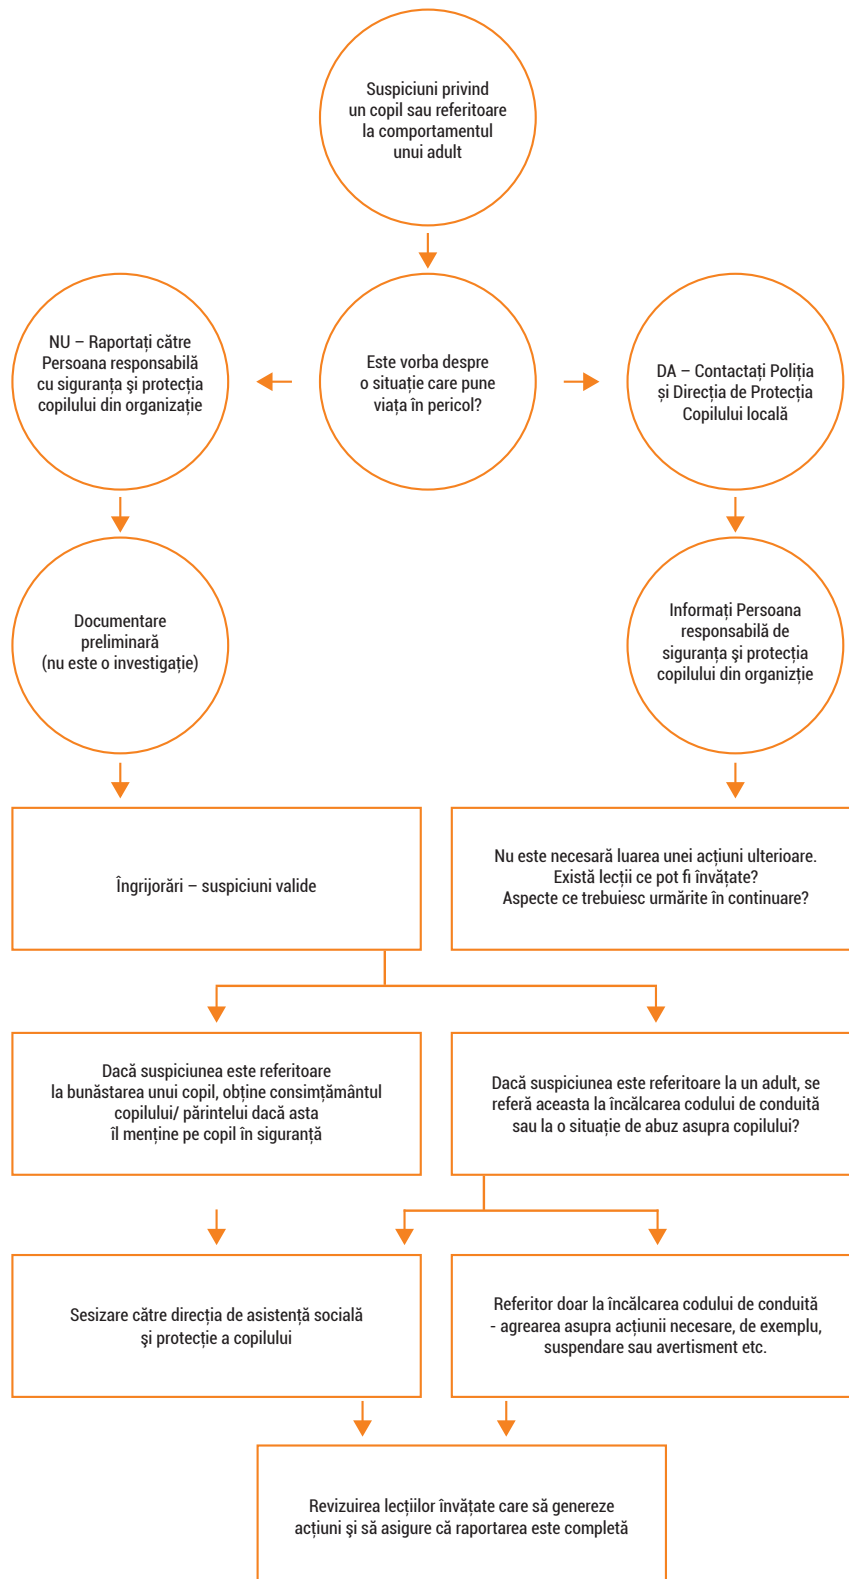 Suspiciuni privind
un copil sau referitoare
la comportamentul
unui adult
NU – Raportați către
Persoana responsabilă
cu siguranța şi protecția
copilului din organizație
Este vorba despre
o situație care pune
viața în pericol?
DA – Contactați Poliția
și Direcția de Protecția
Copilului locală
Documentare
preliminară
(nu este o investigație)
Informați Persoana
responsabilă de
siguranța şi protecția
copilului din organizție
Îngrijorări – suspiciuni valide
Nu este necesară luarea unei acțiuni ulterioare.
Există lecții ce pot fi învățate?
Aspecte ce trebuiesc urmărite în continuare?
Dacă suspiciunea este referitoare
la bunăstarea unui copil, obține consimțământul
copilului/ părintelui dacă asta
îl menține pe copil în siguranță
Dacă suspiciunea este referitoare la un adult, se
referă aceasta la încălcarea codului de conduită
sau la o situație de abuz asupra copilului?
Sesizare către direcția de asistență socială
şi protecție a copilului
Referitor doar la încălcarea codului de conduită
- agrearea asupra acțiunii necesare, de exemplu,
suspendare sau avertisment etc.
Revizuirea lecțiilor învățate care să genereze
acțiuni şi să asigure că raportarea este completă